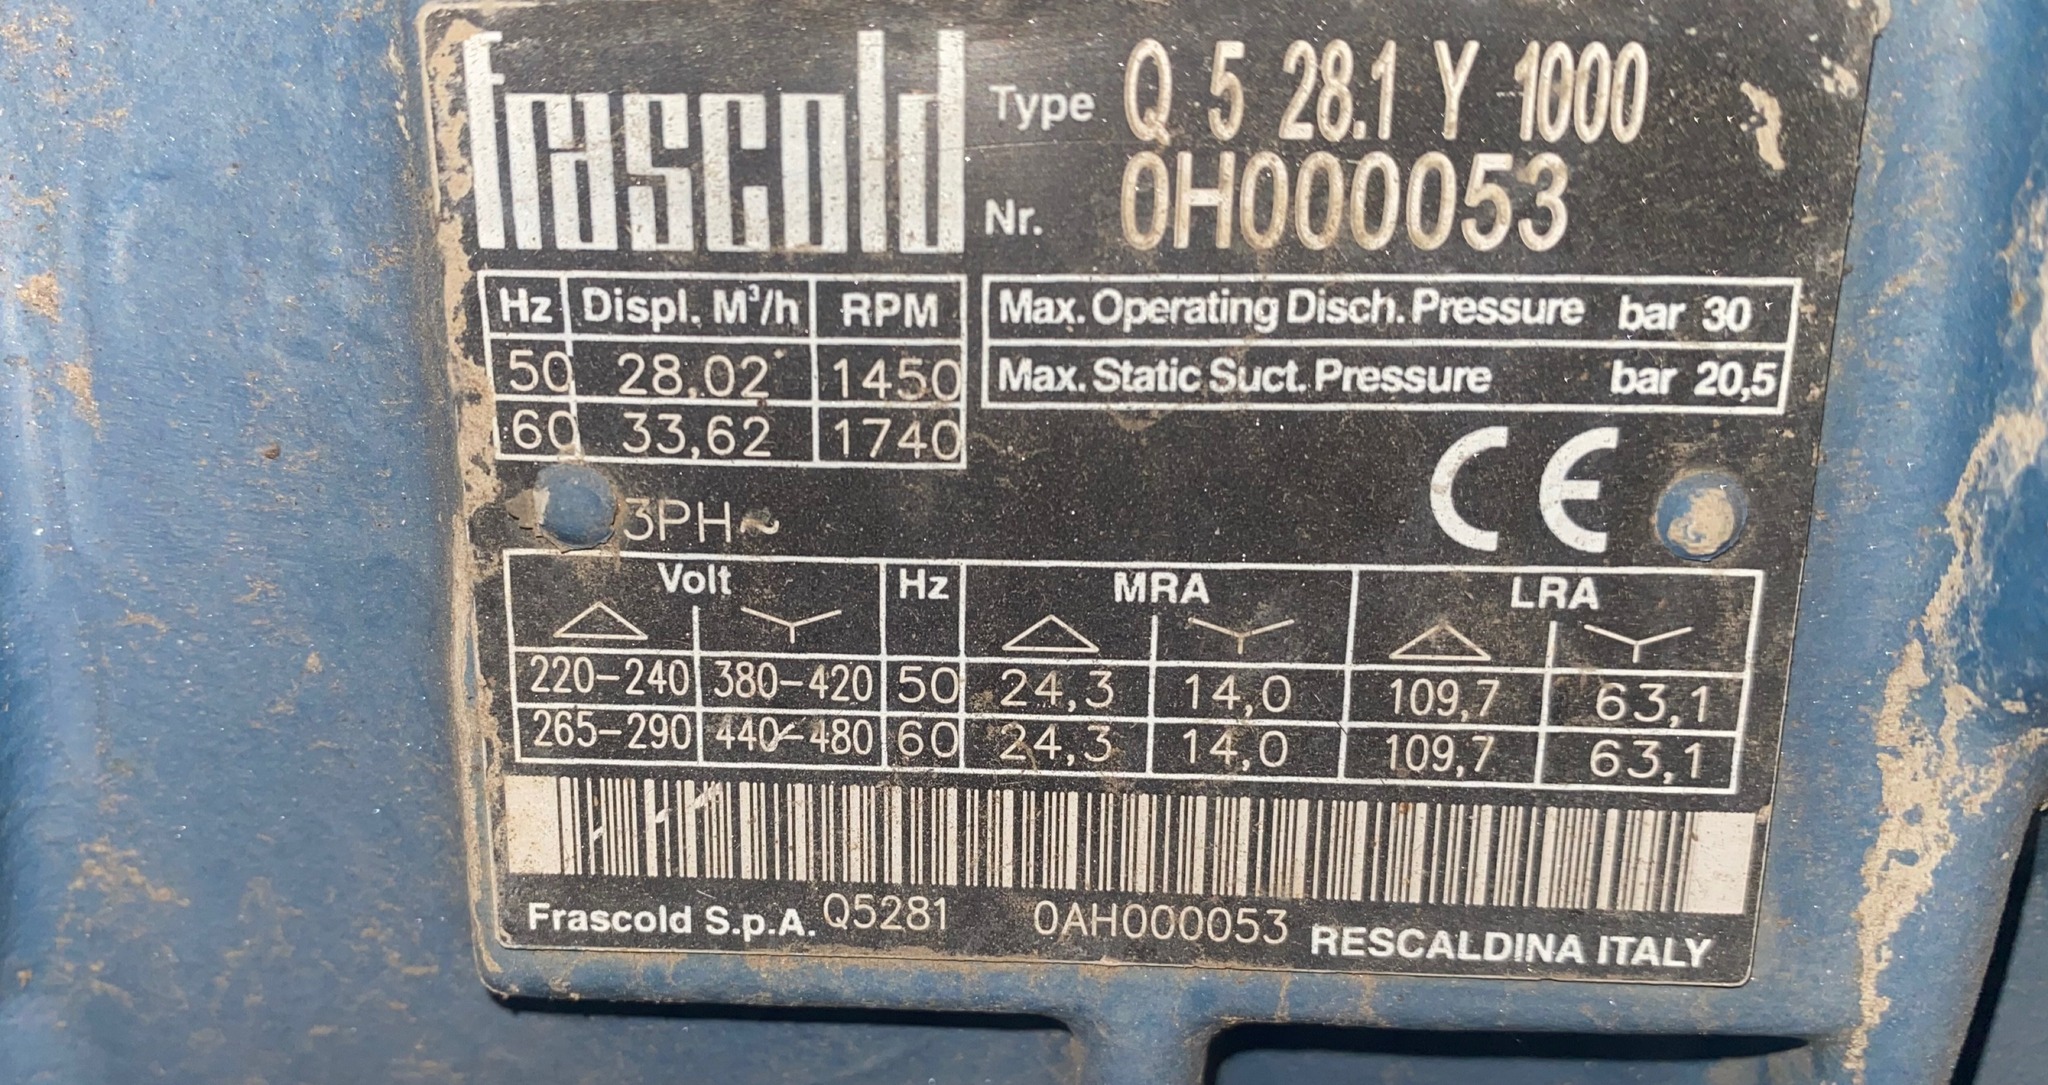 frascold
Type Q 5 28.1 Y 1000
Nr. 0H000053
Hz Displ. M³/h RPM
50 28,02 1450
60 33,62 1740
Max. Operating Disch. Pressure bar 30
Max. Static Suct. Pressure bar 20,5
CE
3PH~
Volt Hz MRA LRA
220-240 380-420 50 24,3 14,0 109,7 63,1
265-290 440-480 60 24,3 14,0 109,7 63,1
Frascold S.p.A. Q5281 0AH000053 RESCALDINA ITALY